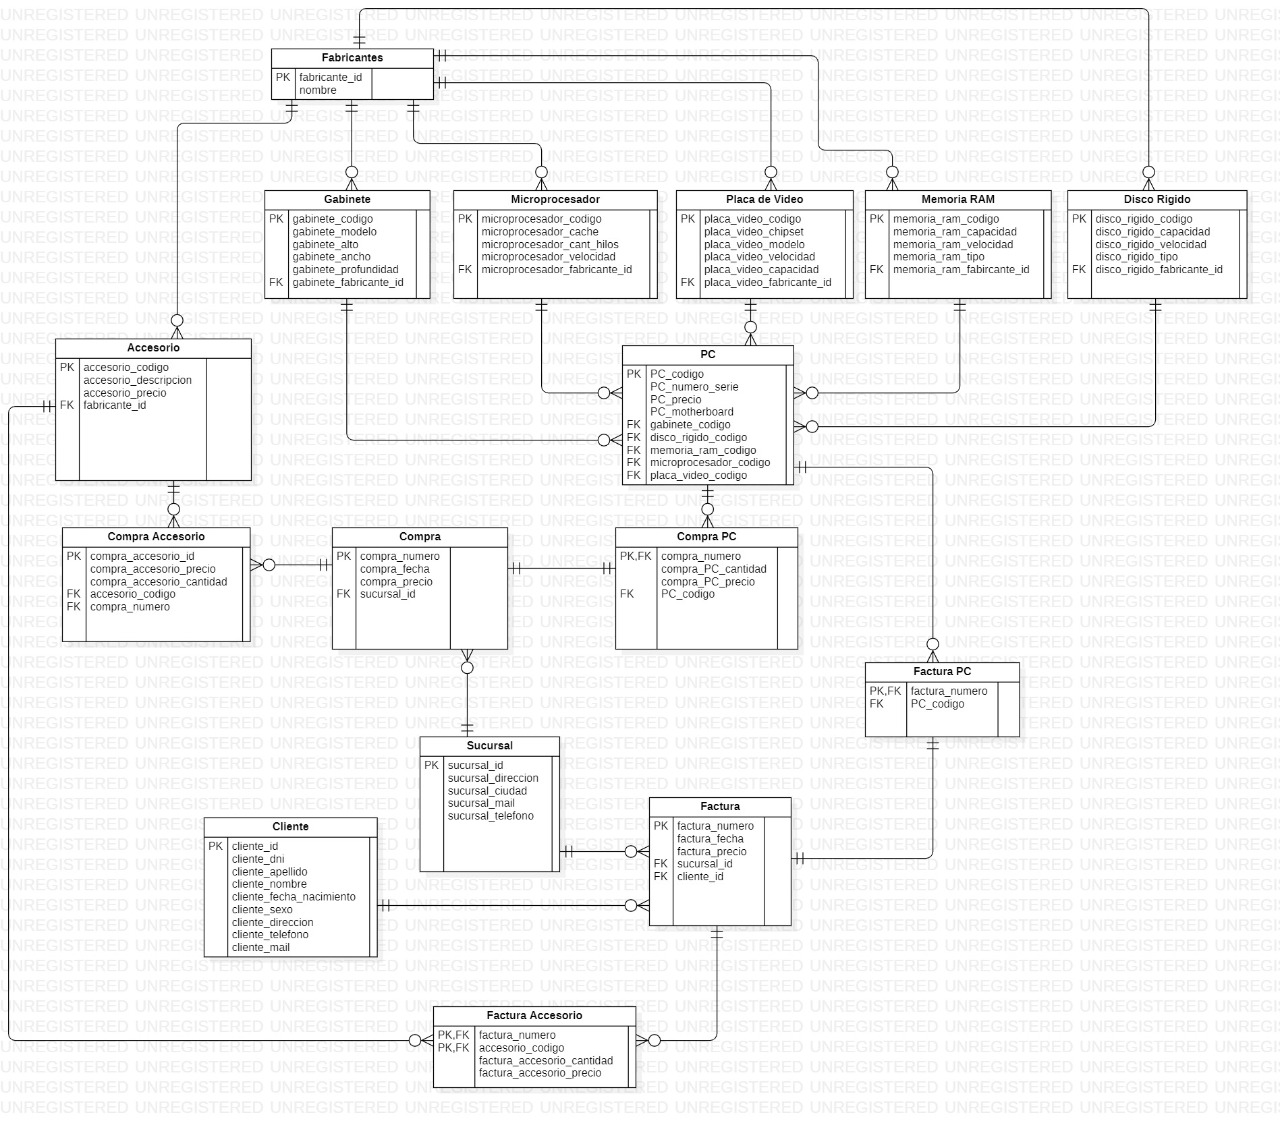 Fabricantes
PK fabricante_id
nombre
Gabinete
PK gabinete_codigo
gabinete_modelo
gabinete_alto
gabinete_ancho
gabinete_profundidad
FK gabinete_fabricante_id
Microprocesador
PK microprocesador_codigo
microprocesador_cache
microprocesador_cant_hilos
microprocesador_velocidad
FK microprocesador_fabricante_id
Placa de Video
PK placa_video_codigo
placa_video_chipset
placa_video_modelo
placa_video_velocidad
placa_video_capacidad
FK placa_video_fabricante_id
Memoria RAM
PK memoria_ram_codigo
memoria_ram_capacidad
memoria_ram_velocidad
memoria_ram_tipo
FK memoria_ram_fabircante_id
Disco Rigido
PK disco_rigido_codigo
disco_rigido_capacidad
disco_rigido_velocidad
disco_rigido_tipo
FK disco_rigido_fabricante_id
Accesorio
PK accesorio_codigo
accesorio_descripcion
accesorio_precio
FK fabricante_id
PC
PK PC_codigo
PC_numero_serie
PC_precio
PC_motherboard
FK gabinete_codigo
FK disco_rigido_codigo
FK memoria_ram_codigo
FK microprocesador_codigo
FK placa_video_codigo
Compra Accesorio
PK compra_accesorio_id
compra_accesorio_precio
compra_accesorio_cantidad
FK accesorio_codigo
FK compra_numero
Compra
PK compra_numero
compra_fecha
compra_precio
FK sucursal_id
Compra PC
PK,FK compra_numero
compra_PC_cantidad
compra_PC_precio
FK PC_codigo
Factura PC
PK,FK factura_numero
FK PC_codigo
Sucursal
PK sucursal_id
sucursal_direccion
sucursal_ciudad
sucursal_mail
sucursal_telefono
Factura
PK factura_numero
factura_fecha
factura_precio
FK sucursal_id
FK cliente_id
Cliente
PK cliente_id
cliente_dni
cliente_apellido
cliente_nombre
cliente_fecha_nacimiento
cliente_sexo
cliente_direccion
cliente_telefono
cliente_mail
Factura Accesorio
PK,FK factura_numero
PK,FK accesorio_codigo
factura_accesorio_cantidad
factura_accesorio_precio